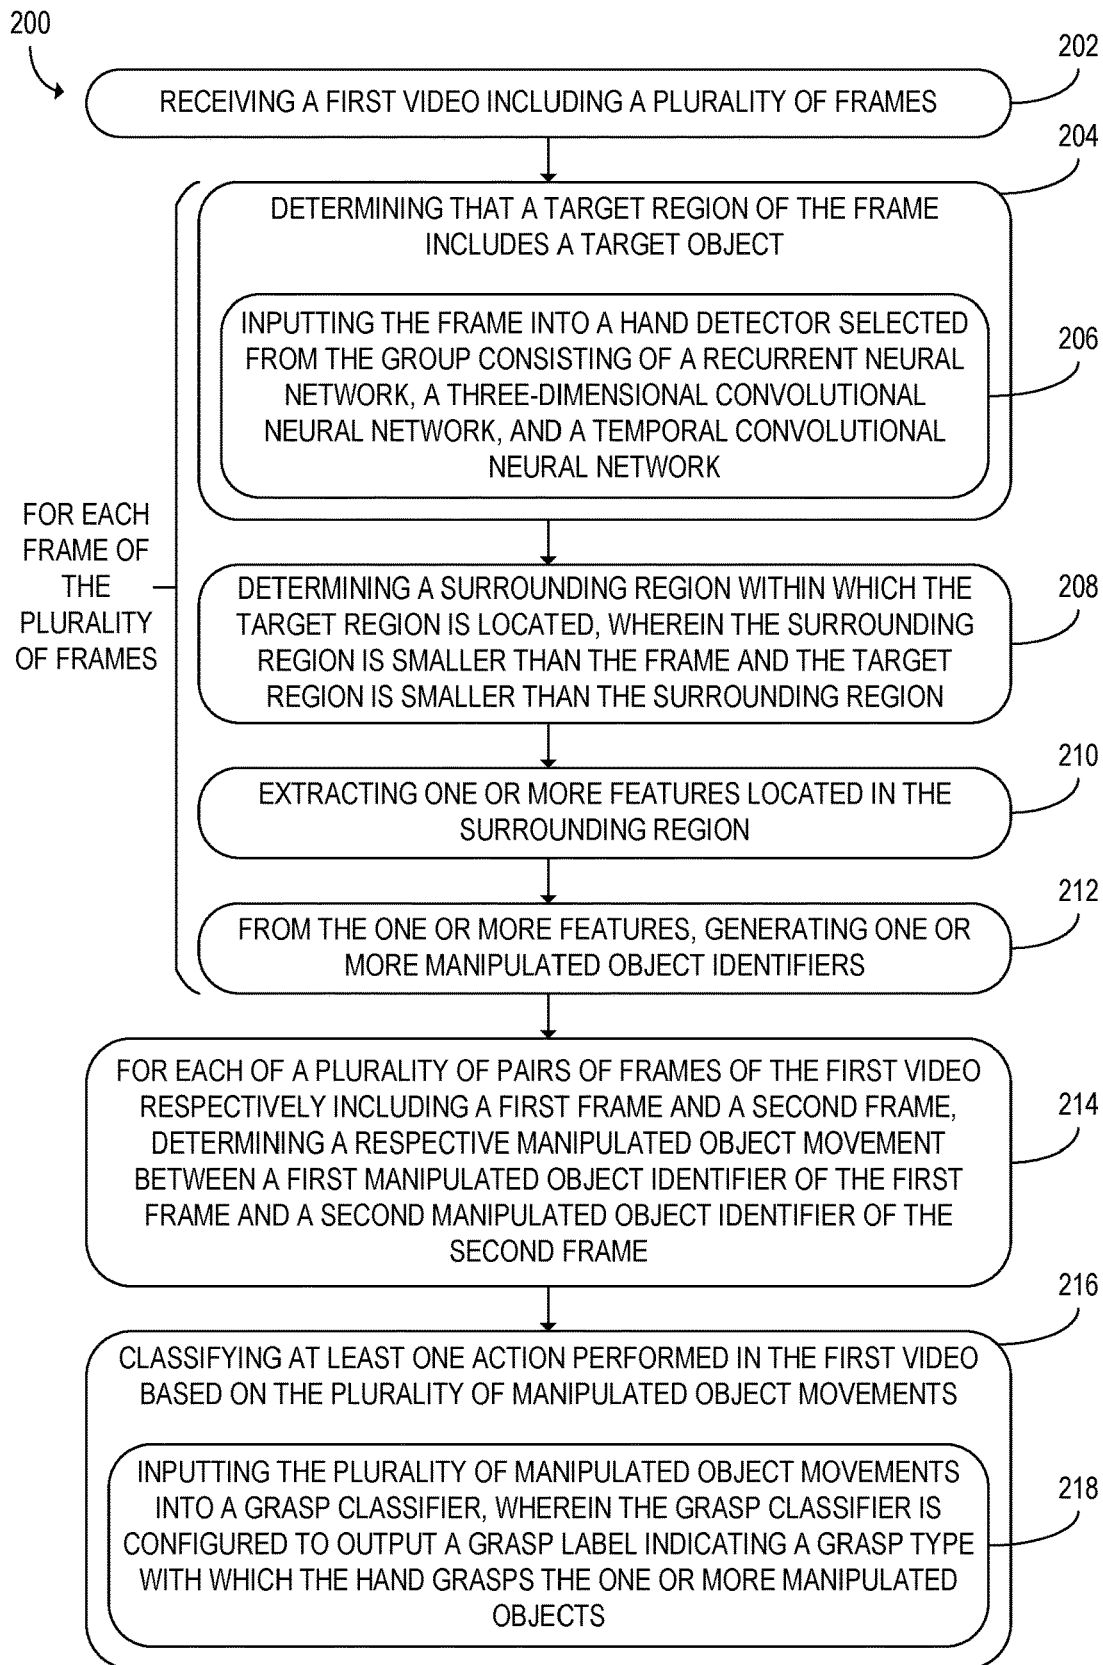 200
202
RECEIVING A FIRST VIDEO INCLUDING A PLURALITY OF FRAMES
204
DETERMINING THAT A TARGET REGION OF THE FRAME
INCLUDES A TARGET OBJECT
206
INPUTTING THE FRAME INTO A HAND DETECTOR SELECTED
FROM THE GROUP CONSISTING OF A RECURRENT NEURAL
NETWORK, A THREE-DIMENSIONAL CONVOLUTIONAL
NEURAL NETWORK, AND A TEMPORAL CONVOLUTIONAL
NEURAL NETWORK
FOR EACH
FRAME OF
THE
PLURALITY
OF FRAMES
208
DETERMINING A SURROUNDING REGION WITHIN WHICH THE
TARGET REGION IS LOCATED, WHEREIN THE SURROUNDING
REGION IS SMALLER THAN THE FRAME AND THE TARGET
REGION IS SMALLER THAN THE SURROUNDING REGION
210
EXTRACTING ONE OR MORE FEATURES LOCATED IN THE
SURROUNDING REGION
212
FROM THE ONE OR MORE FEATURES, GENERATING ONE OR
MORE MANIPULATED OBJECT IDENTIFIERS
214
FOR EACH OF A PLURALITY OF PAIRS OF FRAMES OF THE FIRST VIDEO
RESPECTIVELY INCLUDING A FIRST FRAME AND A SECOND FRAME,
DETERMINING A RESPECTIVE MANIPULATED OBJECT MOVEMENT
BETWEEN A FIRST MANIPULATED OBJECT IDENTIFIER OF THE FIRST
FRAME AND A SECOND MANIPULATED OBJECT IDENTIFIER OF THE
SECOND FRAME
216
CLASSIFYING AT LEAST ONE ACTION PERFORMED IN THE FIRST VIDEO
BASED ON THE PLURALITY OF MANIPULATED OBJECT MOVEMENTS
218
INPUTTING THE PLURALITY OF MANIPULATED OBJECT MOVEMENTS
INTO A GRASP CLASSIFIER, WHEREIN THE GRASP CLASSIFIER IS
CONFIGURED TO OUTPUT A GRASP LABEL INDICATING A GRASP TYPE
WITH WHICH THE HAND GRASPS THE ONE OR MORE MANIPULATED
OBJECTS